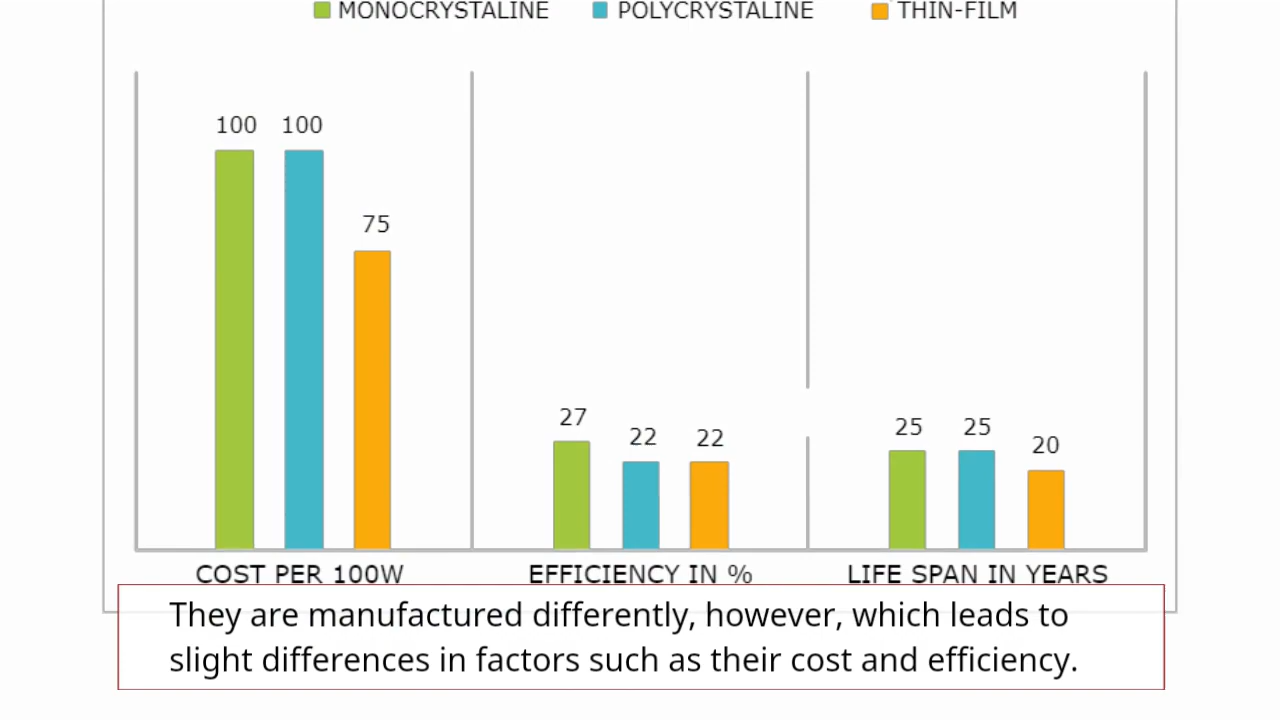 MONOCRYSTALINE POLYCRYSTALINE THIN-FILM
100 100 75
27 22 22
25 25 20
COST PER 100W EFFICIENCY IN % LIFE SPAN IN YEARS
They are manufactured differently, however, which leads to
slight differences in factors such as their cost and efficiency.